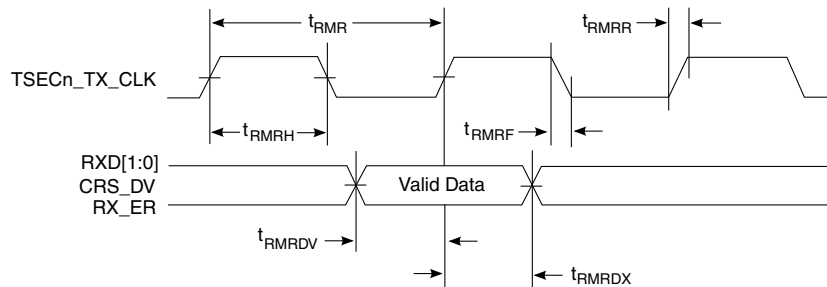 tRMR
tRMRR
TSECn_TX_CLK
tRMRH
tRMRF
RXD[1:0]
CRS_DV
Valid Data
RX_ER
tRMRDV
tRMRDX